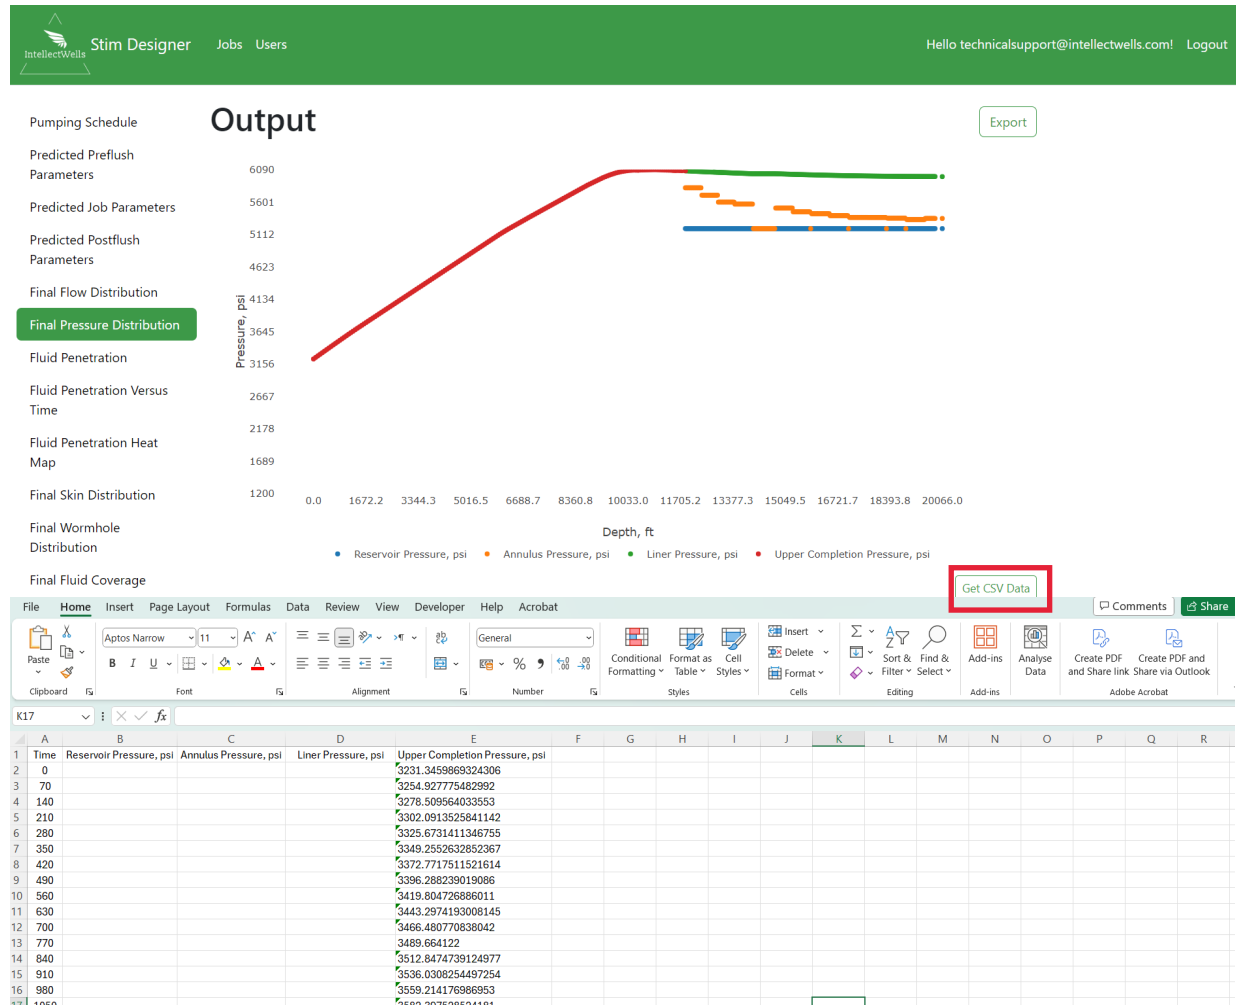 IntellectWells
Stim Designer Jobs Users Hello technicalsupport@intellectwells.com! Logout
Output
Export
Pumping Schedule
Predicted Preflush
Parameters
Predicted Job Parameters
Predicted Postflush
Parameters
Final Flow Distribution
Final Pressure Distribution
Fluid Penetration
Fluid Penetration Versus
Time
Fluid Penetration Heat
Map
Final Skin Distribution
Final Wormhole
Distribution
Final Fluid Coverage
Pressure, psi
6090
5601
5112
4623
4134
3645
3156
2667
2178
1689
1200
0.0 1672.2 3344.3 5016.5 6688.7 8360.8 10033.0 11705.2 13377.3 15049.5 16721.7 18393.8 20066.0
Depth, ft
Reservoir Pressure, psi Annulus Pressure, psi Liner Pressure, psi Upper Completion Pressure, psi
Get CSV Data
File Home Insert Page Layout Formulas Data Review View Developer Help Acrobat Comments Share
Paste
Aptos Narrow 11
B I U
General
Conditional
Formatting
Format as
Table
Cell
Styles
Insert
Delete
Format
Sort &
Filter
Find &
Select
Add-ins
Analyse
Data
Create PDF
and Share link
Create PDF and
Share via Outlook
Clipboard Font Alignment Number Styles Cells Editing Add-ins Adobe Acrobat
K17 fx
A B C D E F G H I J K L M N O P Q R
1 Time Reservoir Pressure, psi Annulus Pressure, psi Liner Pressure, psi Upper Completion Pressure, psi
2 0 3231.3459869324306
3 70 3254.927775482992
4 140 3278.509564033553
5 210 3302.0913525841142
6 280 3325.6731411346755
7 350 3349.2552632852367
8 420 3372.7717511521614
9 490 3396.288239019086
10 560 3419.804726886011
11 630 3443.2974193008145
12 700 3466.480770838042
13 770 3489.664122
14 840 3512.8474739124977
15 910 3536.0308254497254
16 980 3559.214176986953
17 1050 3582.397528524181